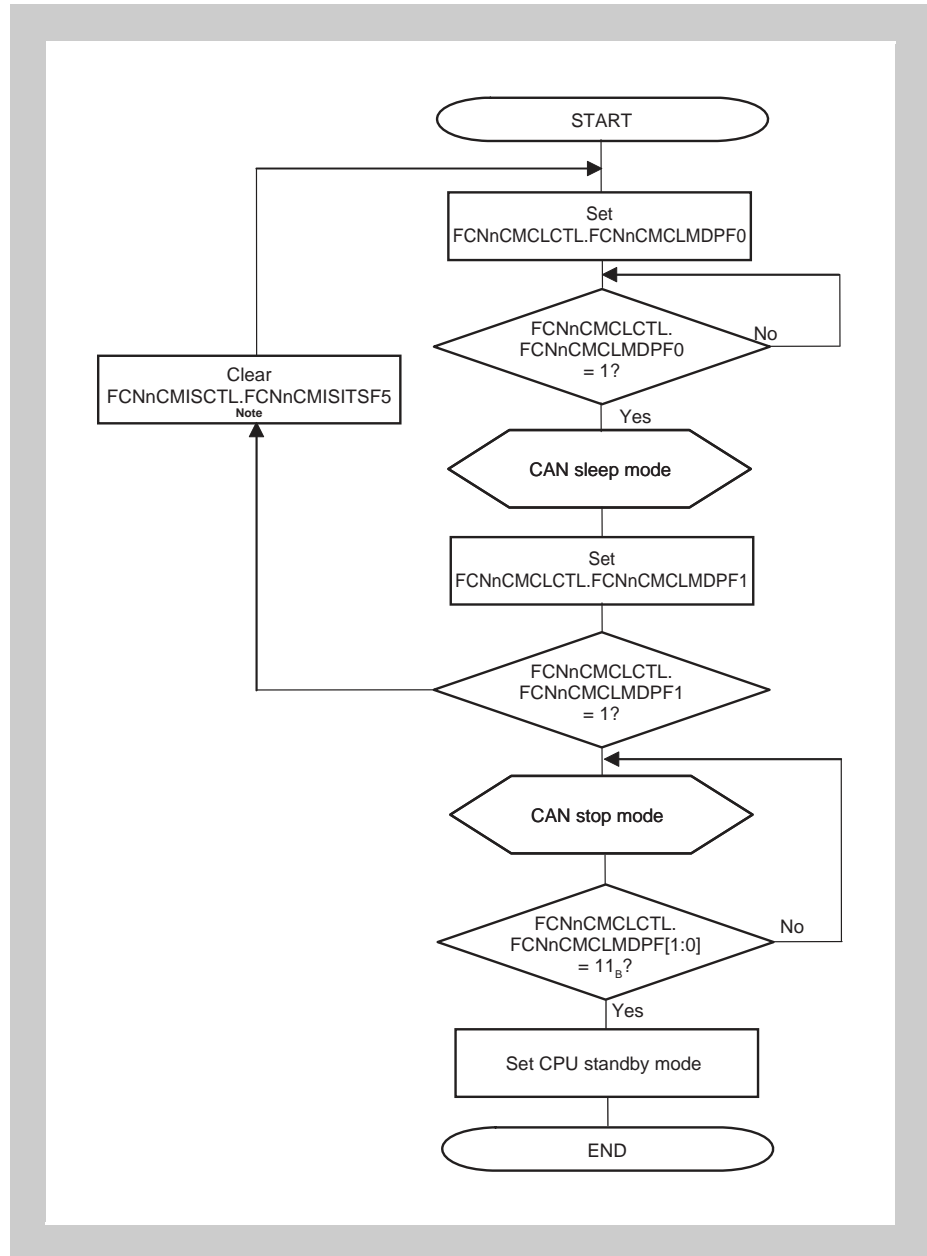 START
Set
FCNnCMCLCTL.FCNnCMCLMDPF0
FCNnCMCLCTL.
FCNnCMCLMDPF0
= 1?
No
Yes
Clear
FCNnCMISCTL.FCNnCMISITSF5
Note
CAN sleep mode
Set
FCNnCMCLCTL.FCNnCMCLMDPF1
FCNnCMCLCTL.
FCNnCMCLMDPF1
= 1?
CAN stop mode
FCNnCMCLCTL.
FCNnCMCLMDPF[1:0]
= 11B?
No
Yes
Set CPU standby mode
END